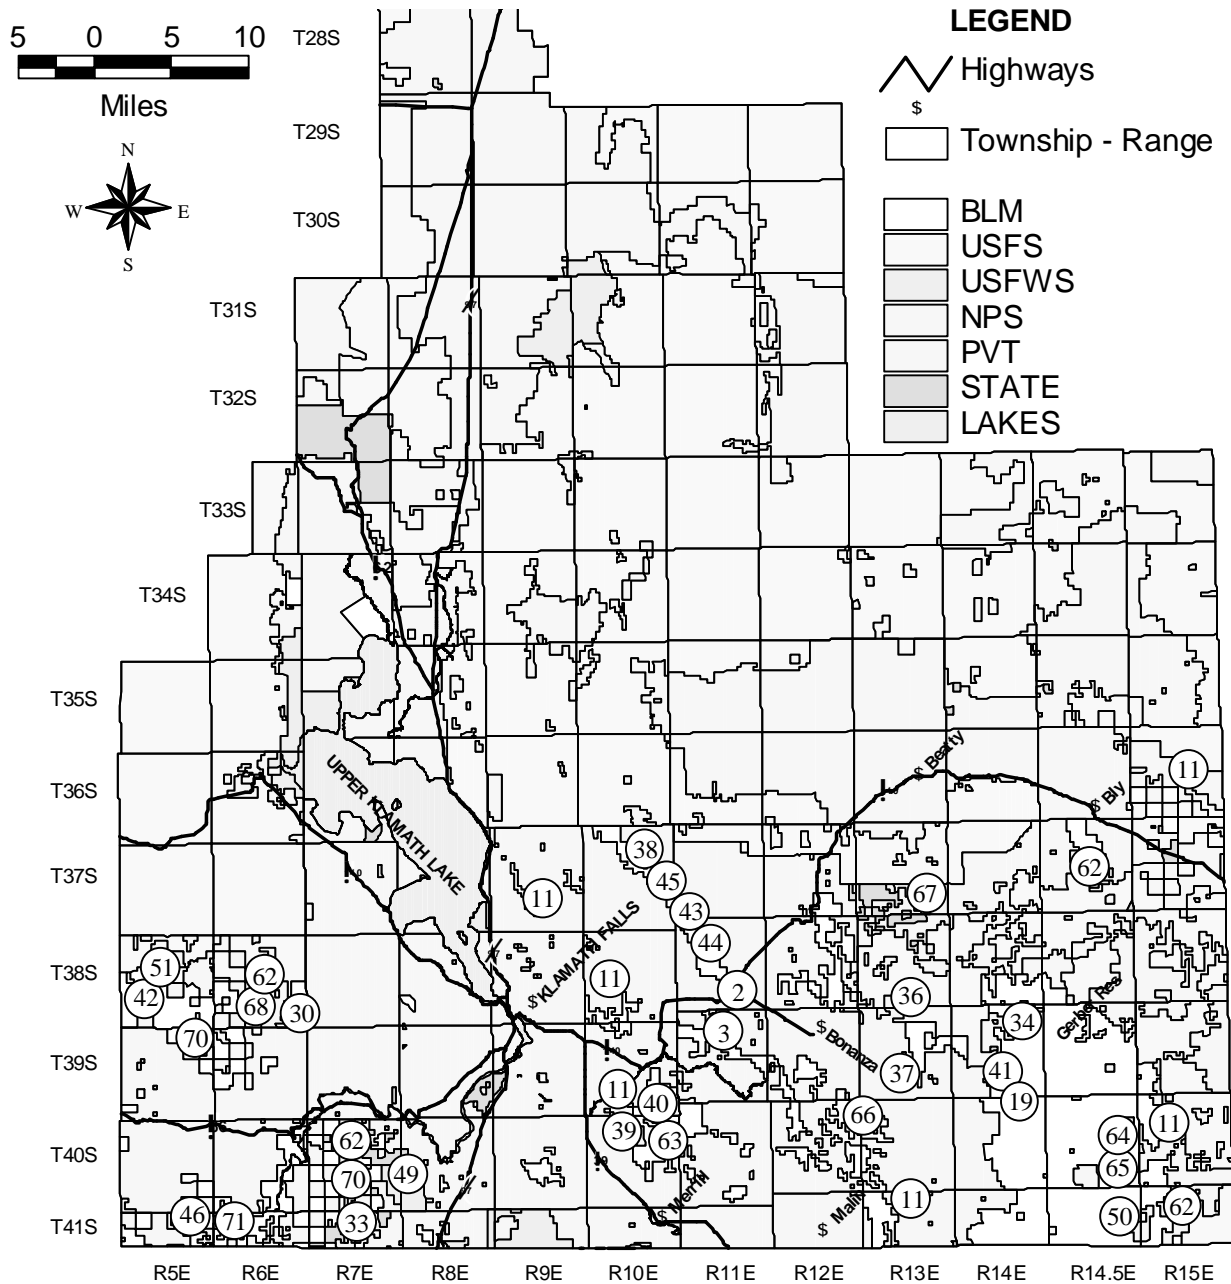 LEGEND
5 0 5 10
Miles
N
W E
S
Highways
$
Township - Range
BLM
USFS
USFWS
NPS
PVT
STATE
LAKES
T28S
T29S
T30S
T31S
T32S
T33S
T34S
T35S
T36S
T37S
T38S
T39S
T40S
T41S
UPPER KLAMATH LAKE
$ KLAMATH FALLS
$ Beatty
$ Bly
$ Bonanza
Gerber Res
$ Merrill
$ Malin
11
38
45
11
43
44
62
67
51
42
62
68
30
70
11
2
3
36
34
37
41
19
11
40
39
63
66
64
65
11
62
70
49
33
46
71
11
50
62
R5E R6E R7E R8E R9E R10E R11E R12E R13E R14E R14.5E R15E